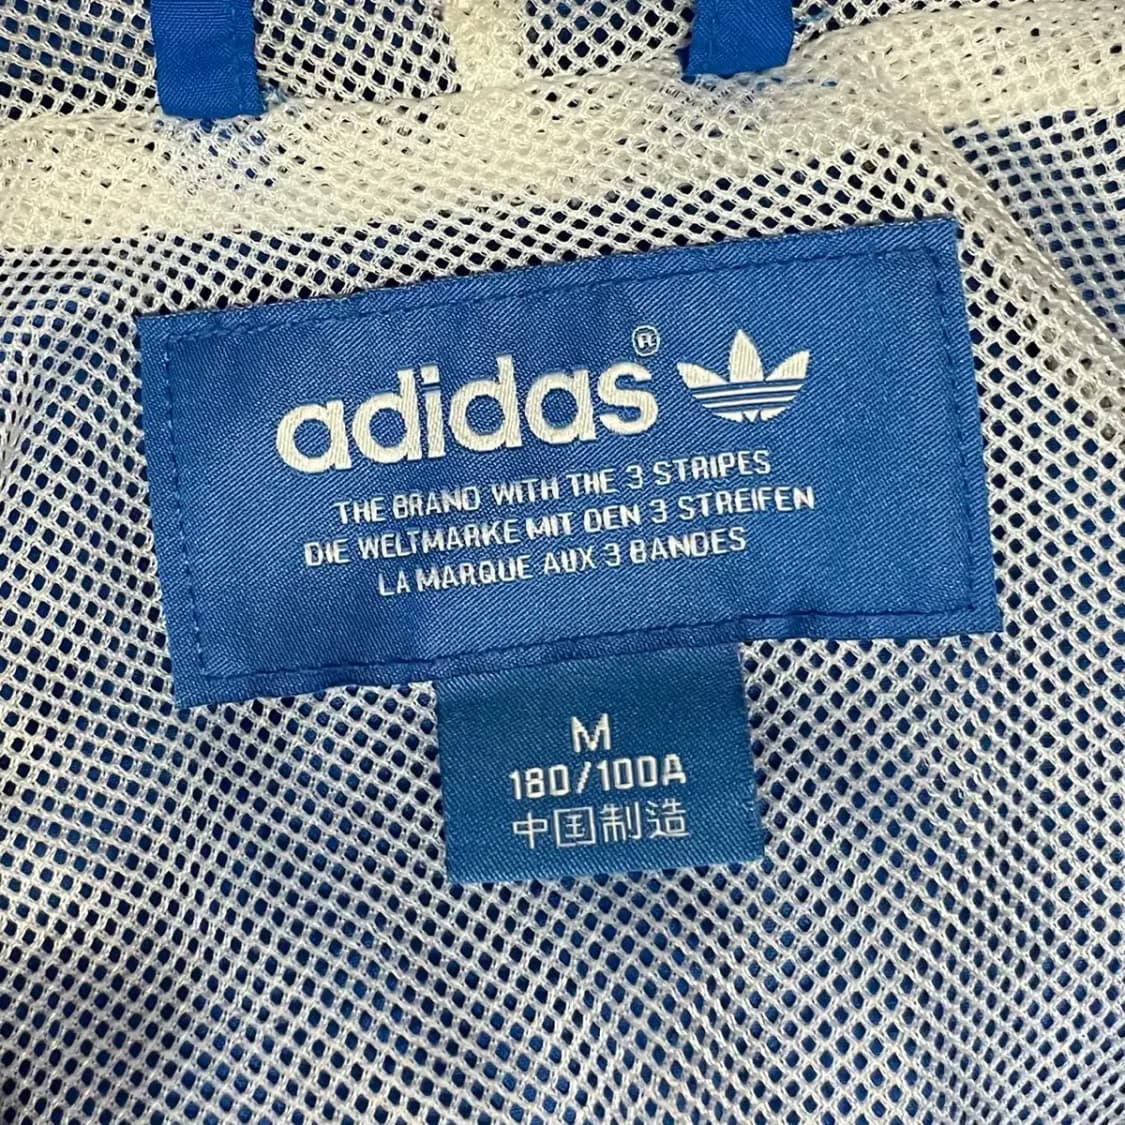 adidas®
THE BRAND WITH THE 3 STRIPES
DIE WELTMARKE MIT DEN 3 STREIFEN
LA MARQUE AUX 3 BANDES
M
180/100A
中国制造